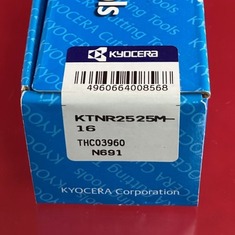 KYOCERA
4960664008568
KTNR2525M-
16
THC03960
N691
KYOCERA Corporation